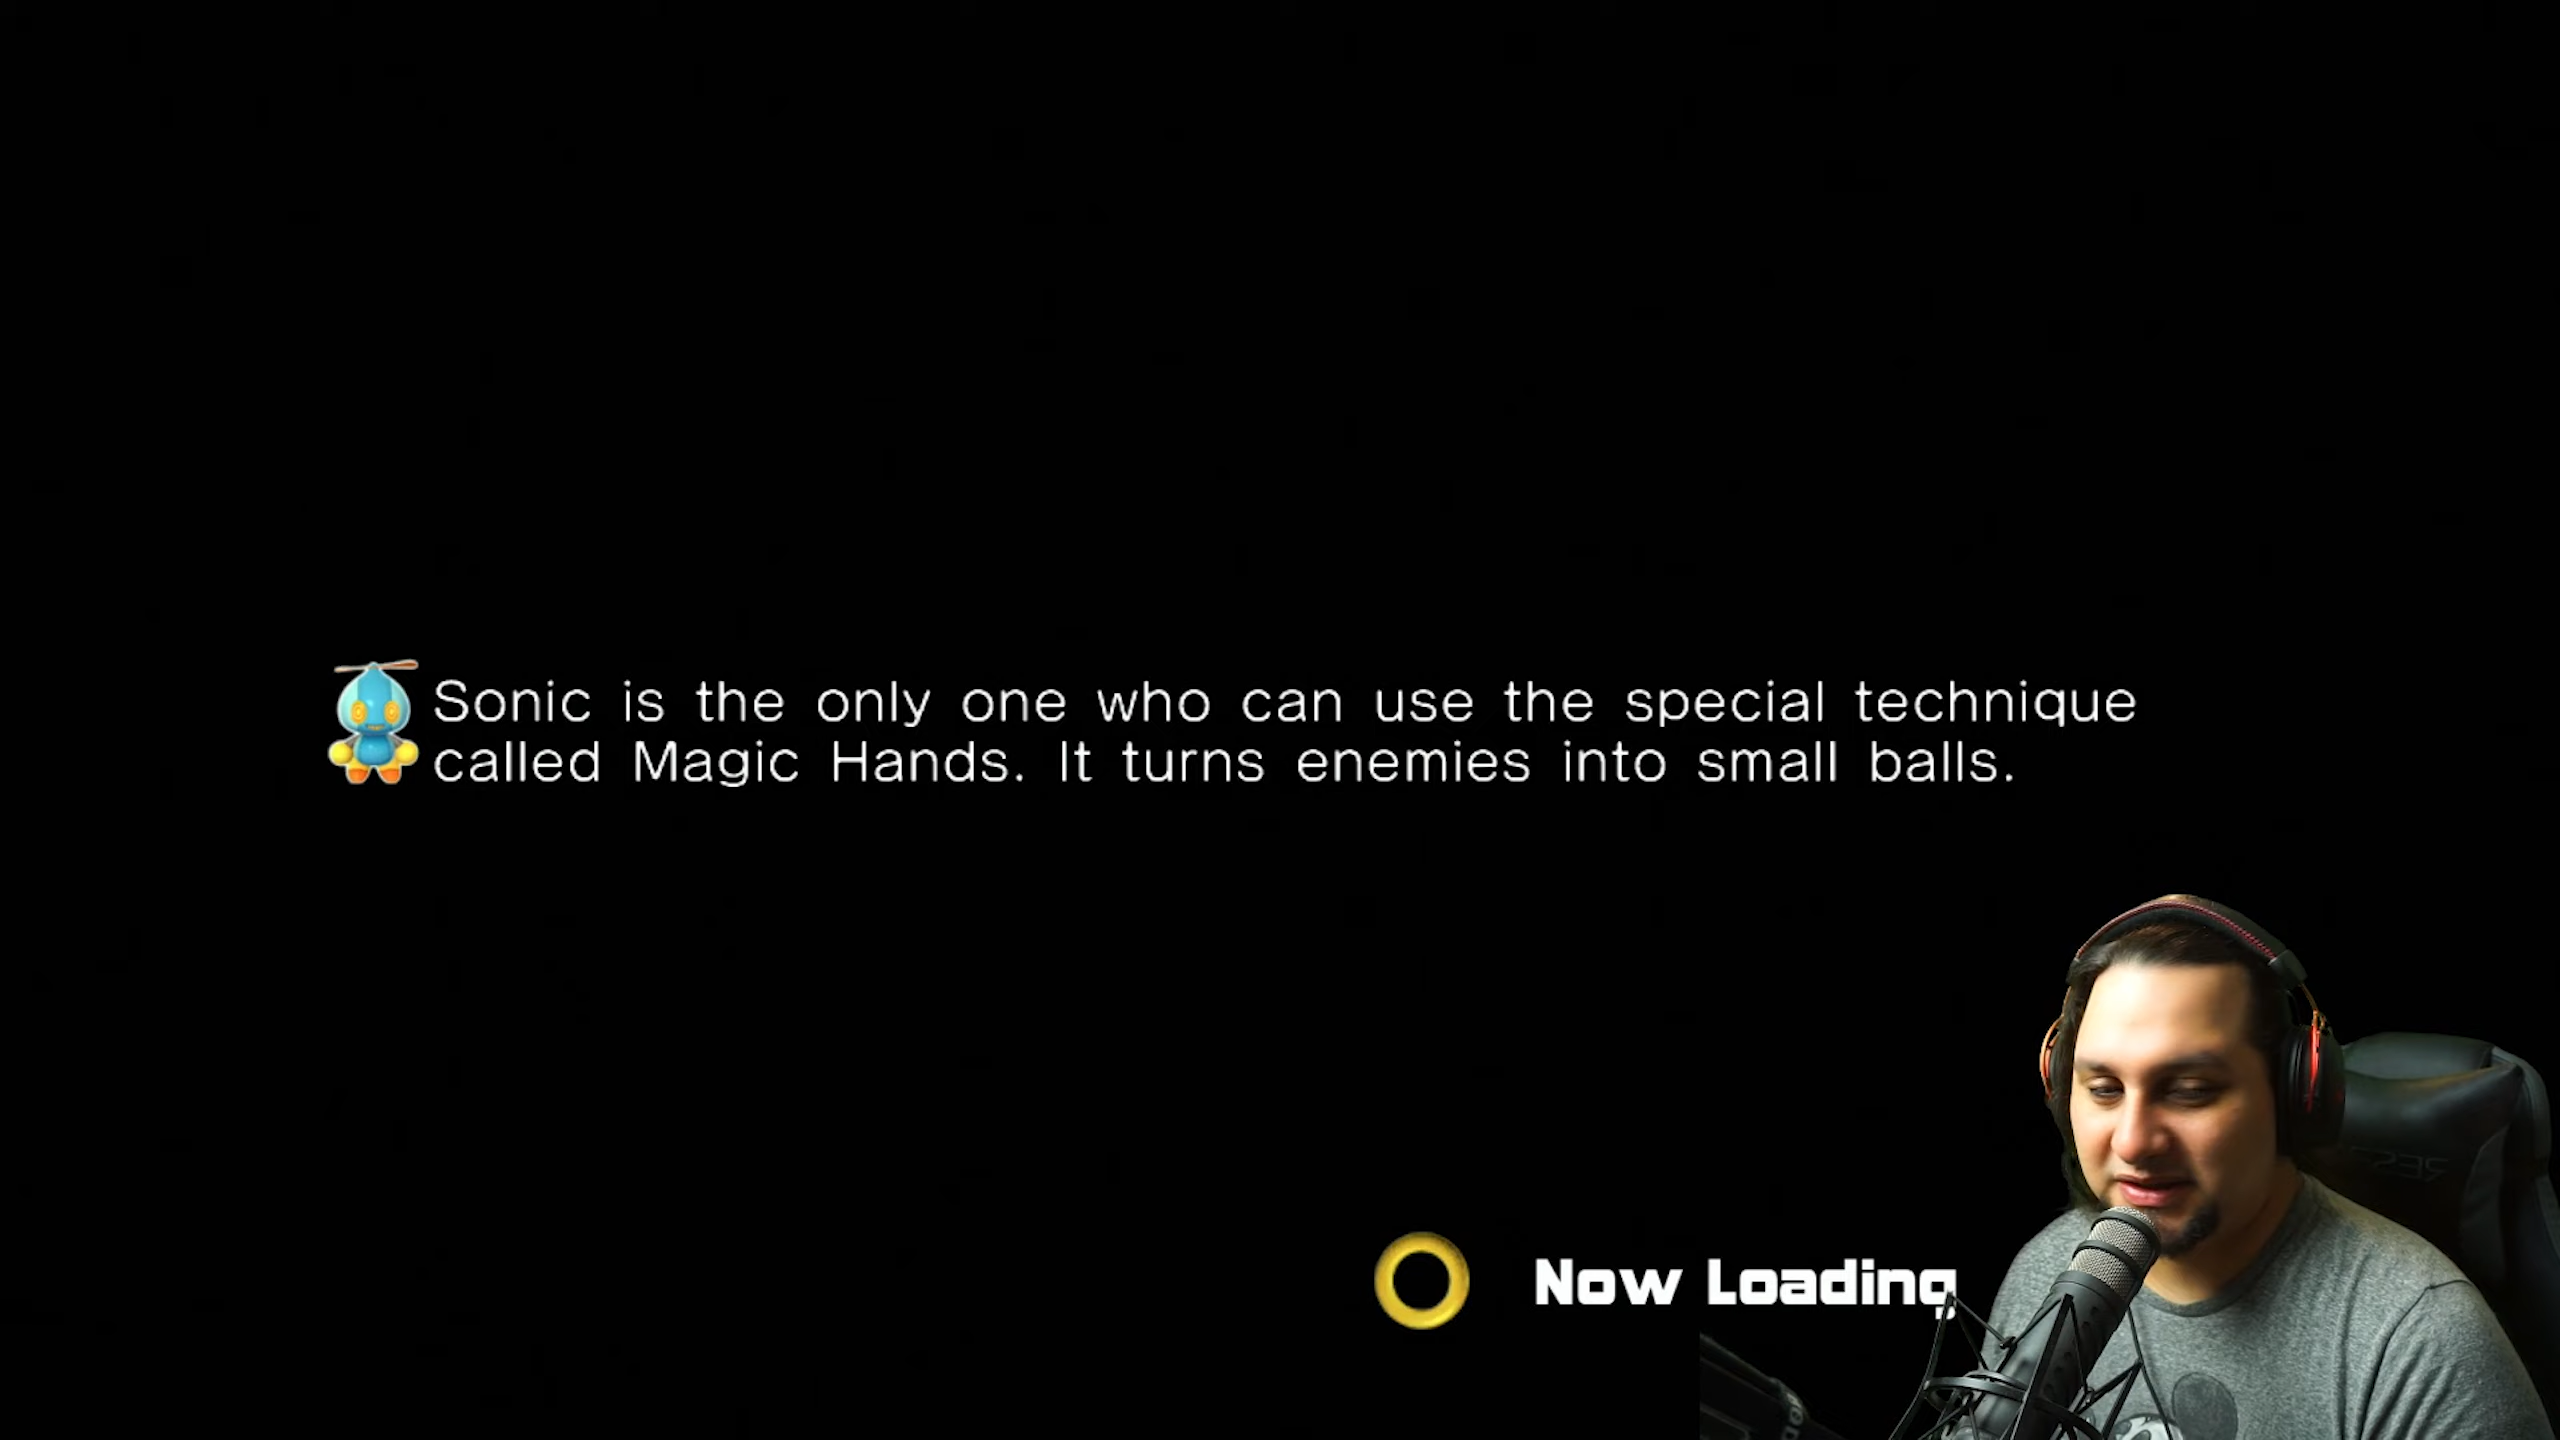 Sonic is the only one who can use the special technique
called Magic Hands. It turns enemies into small balls.
Now Loading